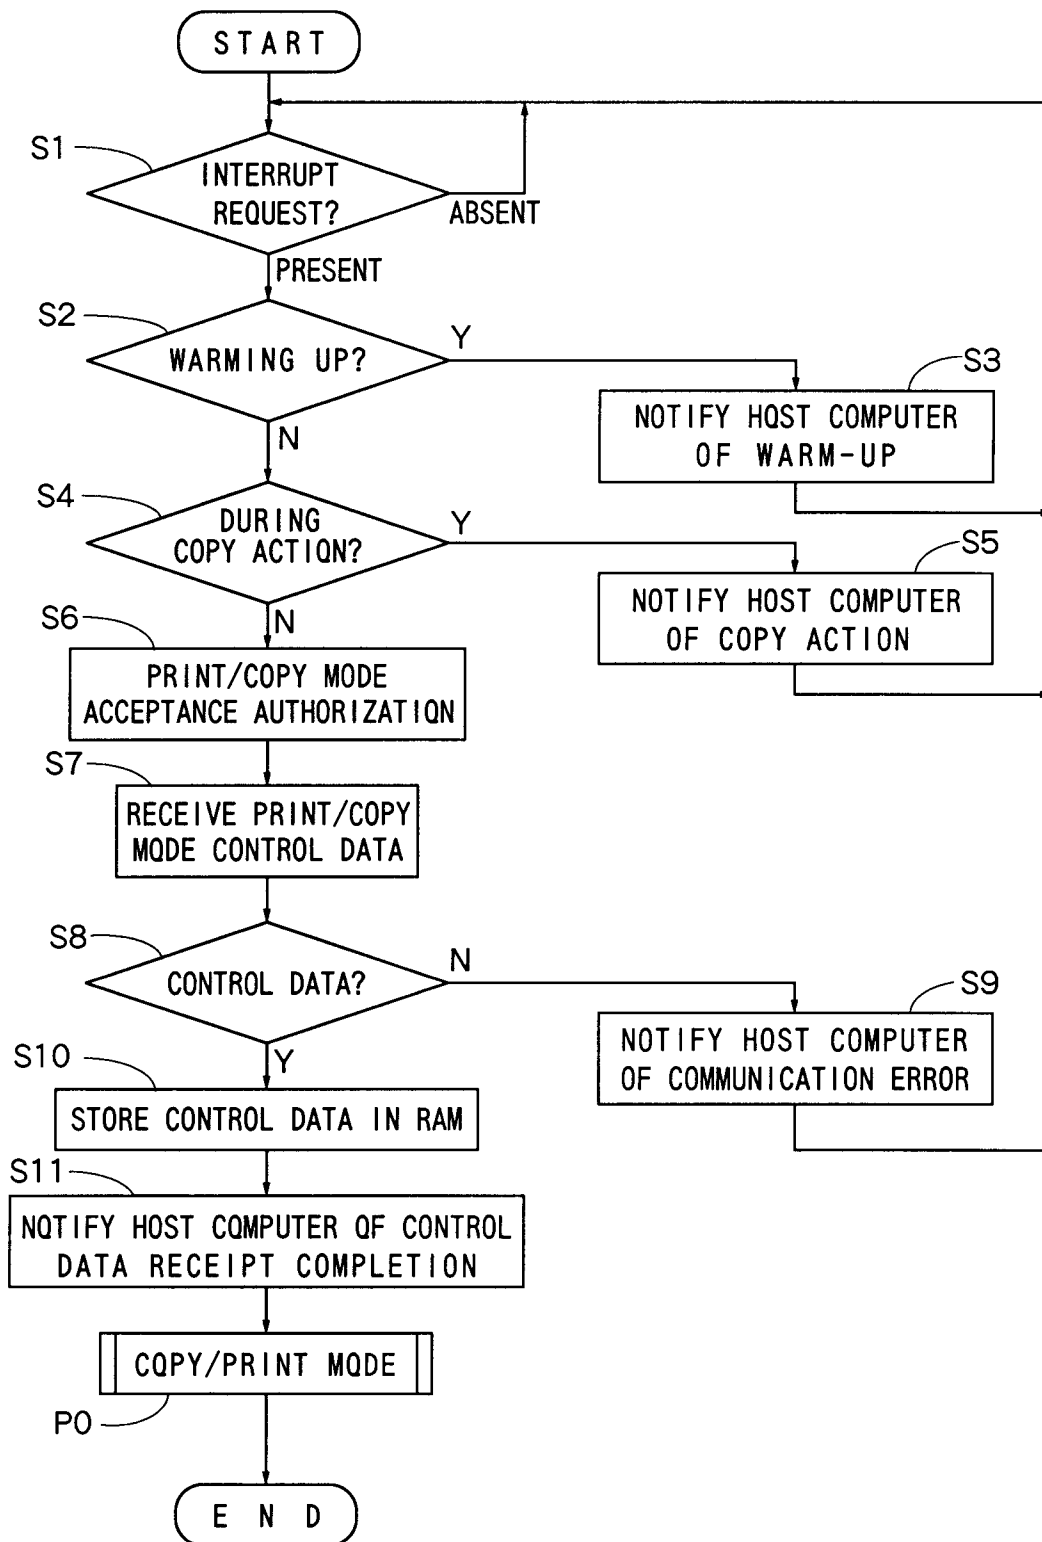 START
S1
INTERRUPT
REQUEST?
ABSENT
PRESENT
S2
WARMING UP?
Y
S3
NOTIFY HOST COMPUTER
OF WARM-UP
N
S4
DURING
COPY ACTION?
Y
S5
NOTIFY HOST COMPUTER
OF COPY ACTION
N
S6
PRINT/COPY MODE
ACCEPTANCE AUTHORIZATION
S7
RECEIVE PRINT/COPY
MODE CONTROL DATA
S8
CONTROL DATA?
N
S9
NOTIFY HOST COMPUTER
OF COMMUNICATION ERROR
Y
S10
STORE CONTROL DATA IN RAM
S11
NOTIFY HOST COMPUTER OF CONTROL
DATA RECEIPT COMPLETION
COPY/PRINT MODE
P0
END